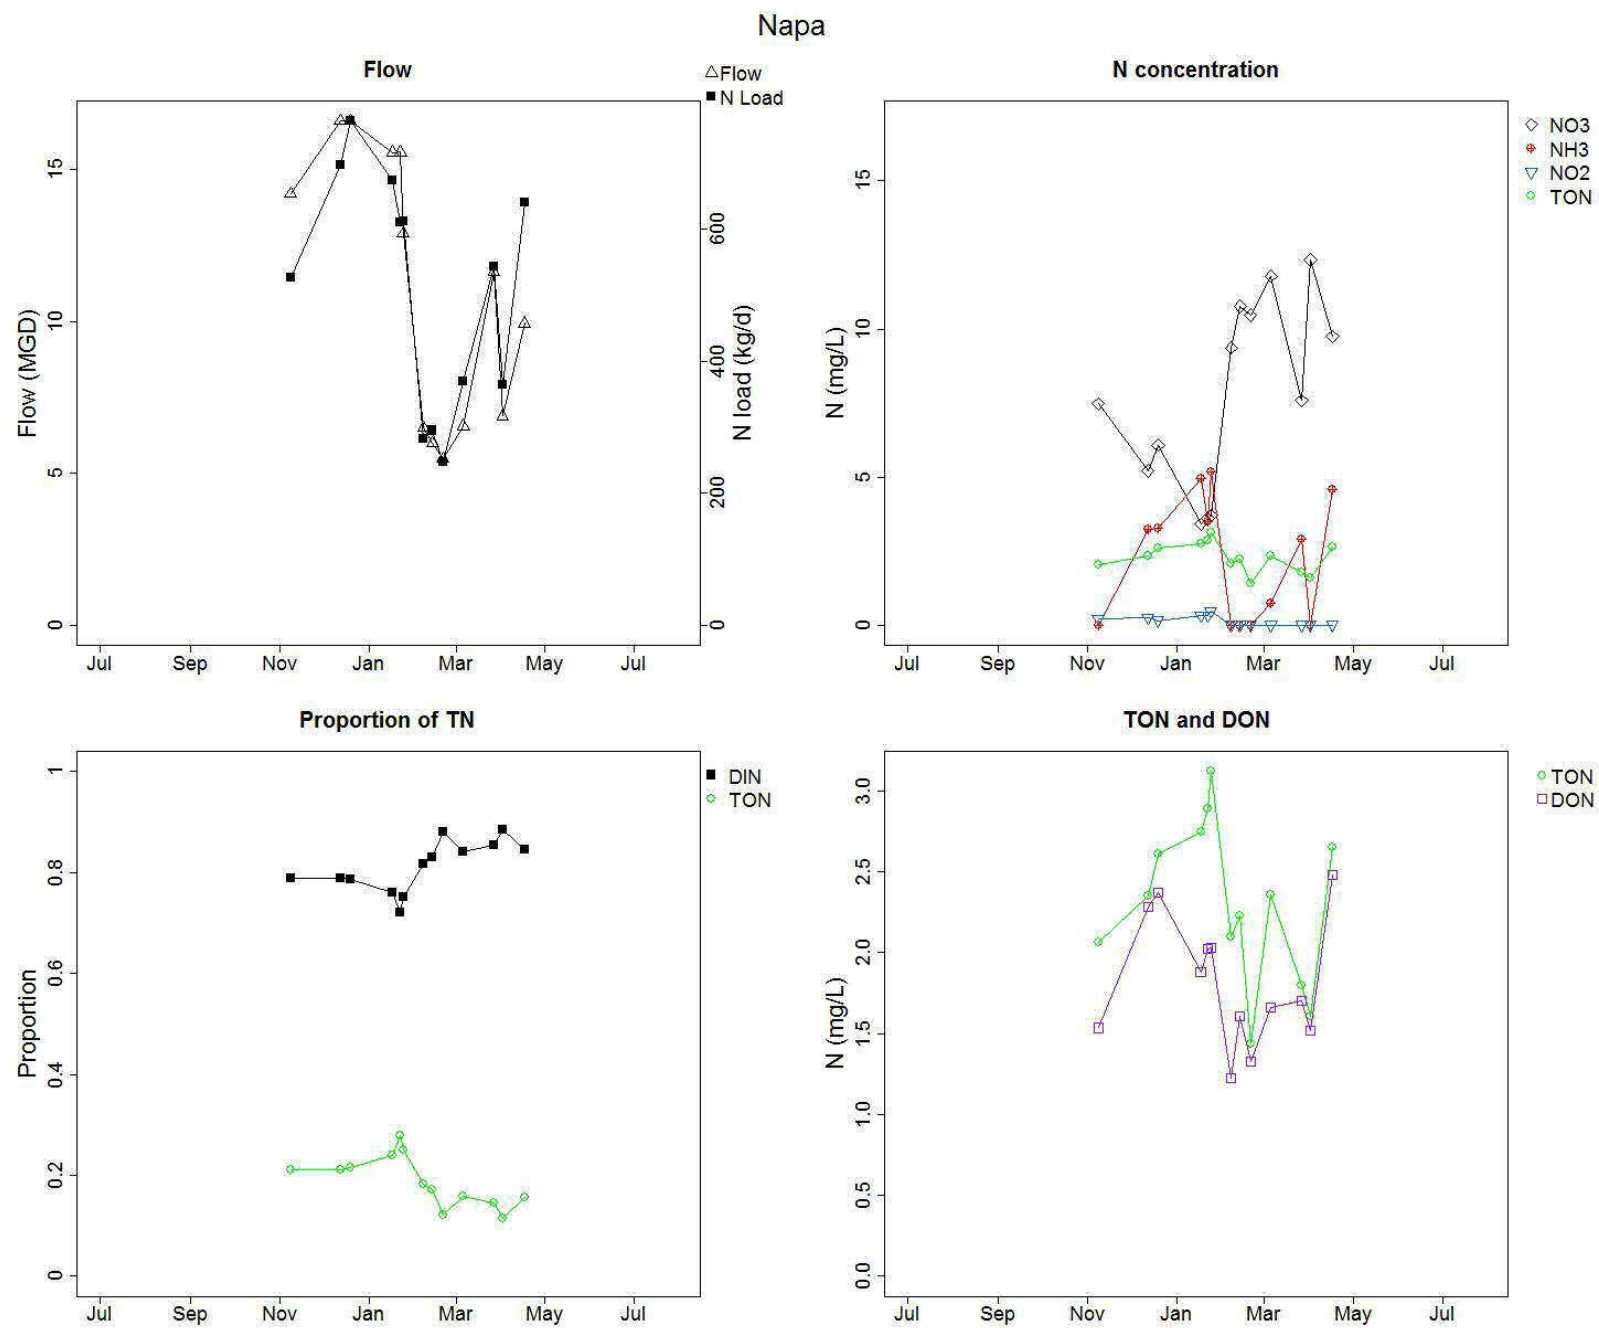 Napa
Flow
Flow
N Load
Flow (MGD)
0
5
10
15
N load (kg/d)
0
200
400
600
Jul Sep Nov Jan Mar May Jul
N concentration
NO3
NH3
NO2
TON
N (mg/L)
0
5
10
15
Jul Sep Nov Jan Mar May Jul
Proportion of TN
DIN
TON
Proportion
0
0.2
0.4
0.6
0.8
1
Jul Sep Nov Jan Mar May Jul
TON and DON
TON
DON
N (mg/L)
0.0
0.5
1.0
1.5
2.0
2.5
3.0
Jul Sep Nov Jan Mar May Jul